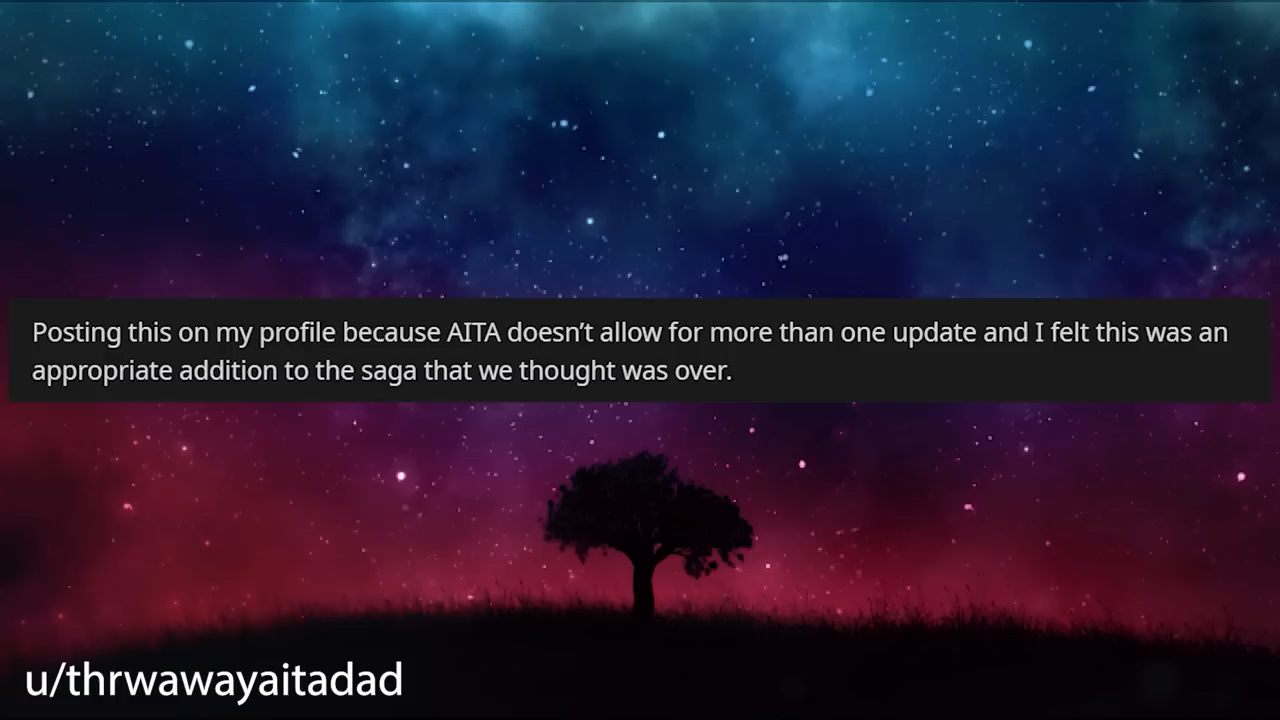 Posting this on my profile because AITA doesn’t allow for more than one update and I felt this was an
appropriate addition to the saga that we thought was over.
u/thrwawayaitadad